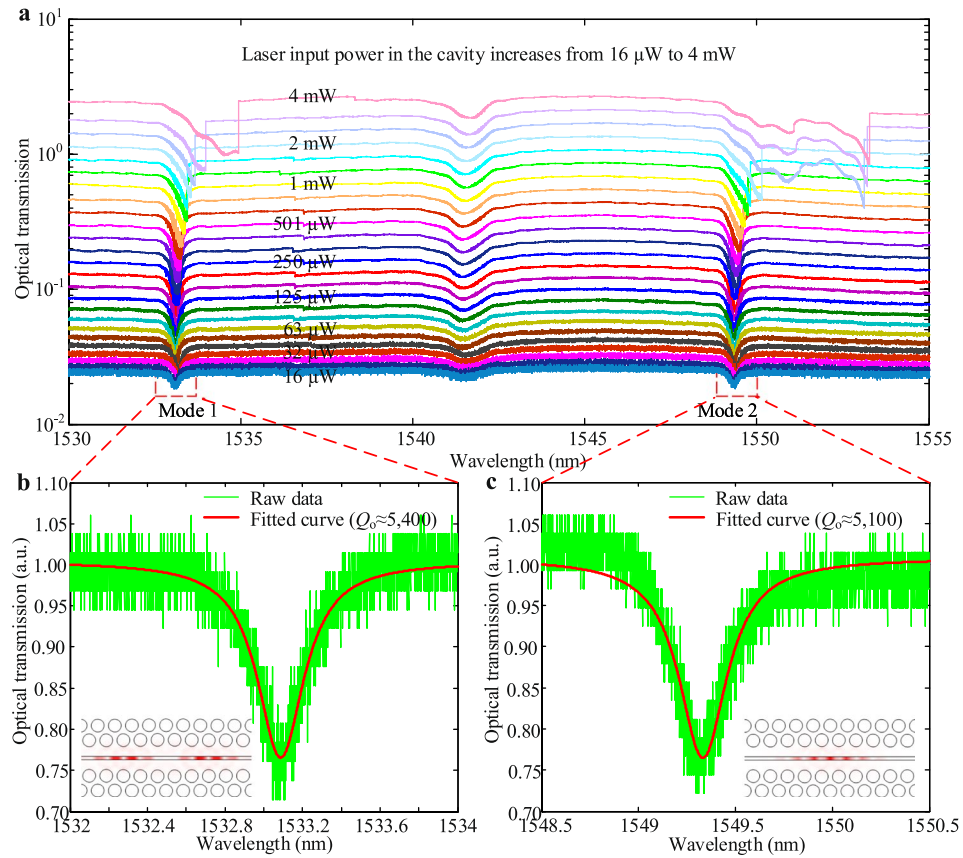 a
10¹
10⁰
10⁻¹
10⁻²
Optical transmission
Laser input power in the cavity increases from 16 µW to 4 mW
4 mW
2 mW
1 mW
501 µW
250 µW
125 µW
63 µW
32 µW
16 µW
Mode 1
Mode 2
1530 1535 1540 1545 1550 1555
Wavelength (nm)
b
1.10
1.00
0.95
0.90
0.85
0.80
0.75
0.70
Optical transmission (a.u.)
Raw data
Fitted curve (Qₒ≈5,400)
1532 1532.4 1532.8 1533.2 1533.6 1534
Wavelength (nm)
c
1.10
1.05
1.00
0.95
0.90
0.85
0.80
0.75
0.70
Optical transmission (a.u.)
Raw data
Fitted curve (Qₒ≈5,100)
1548.5 1549 1549.5 1550 1550.5
Wavelength (nm)